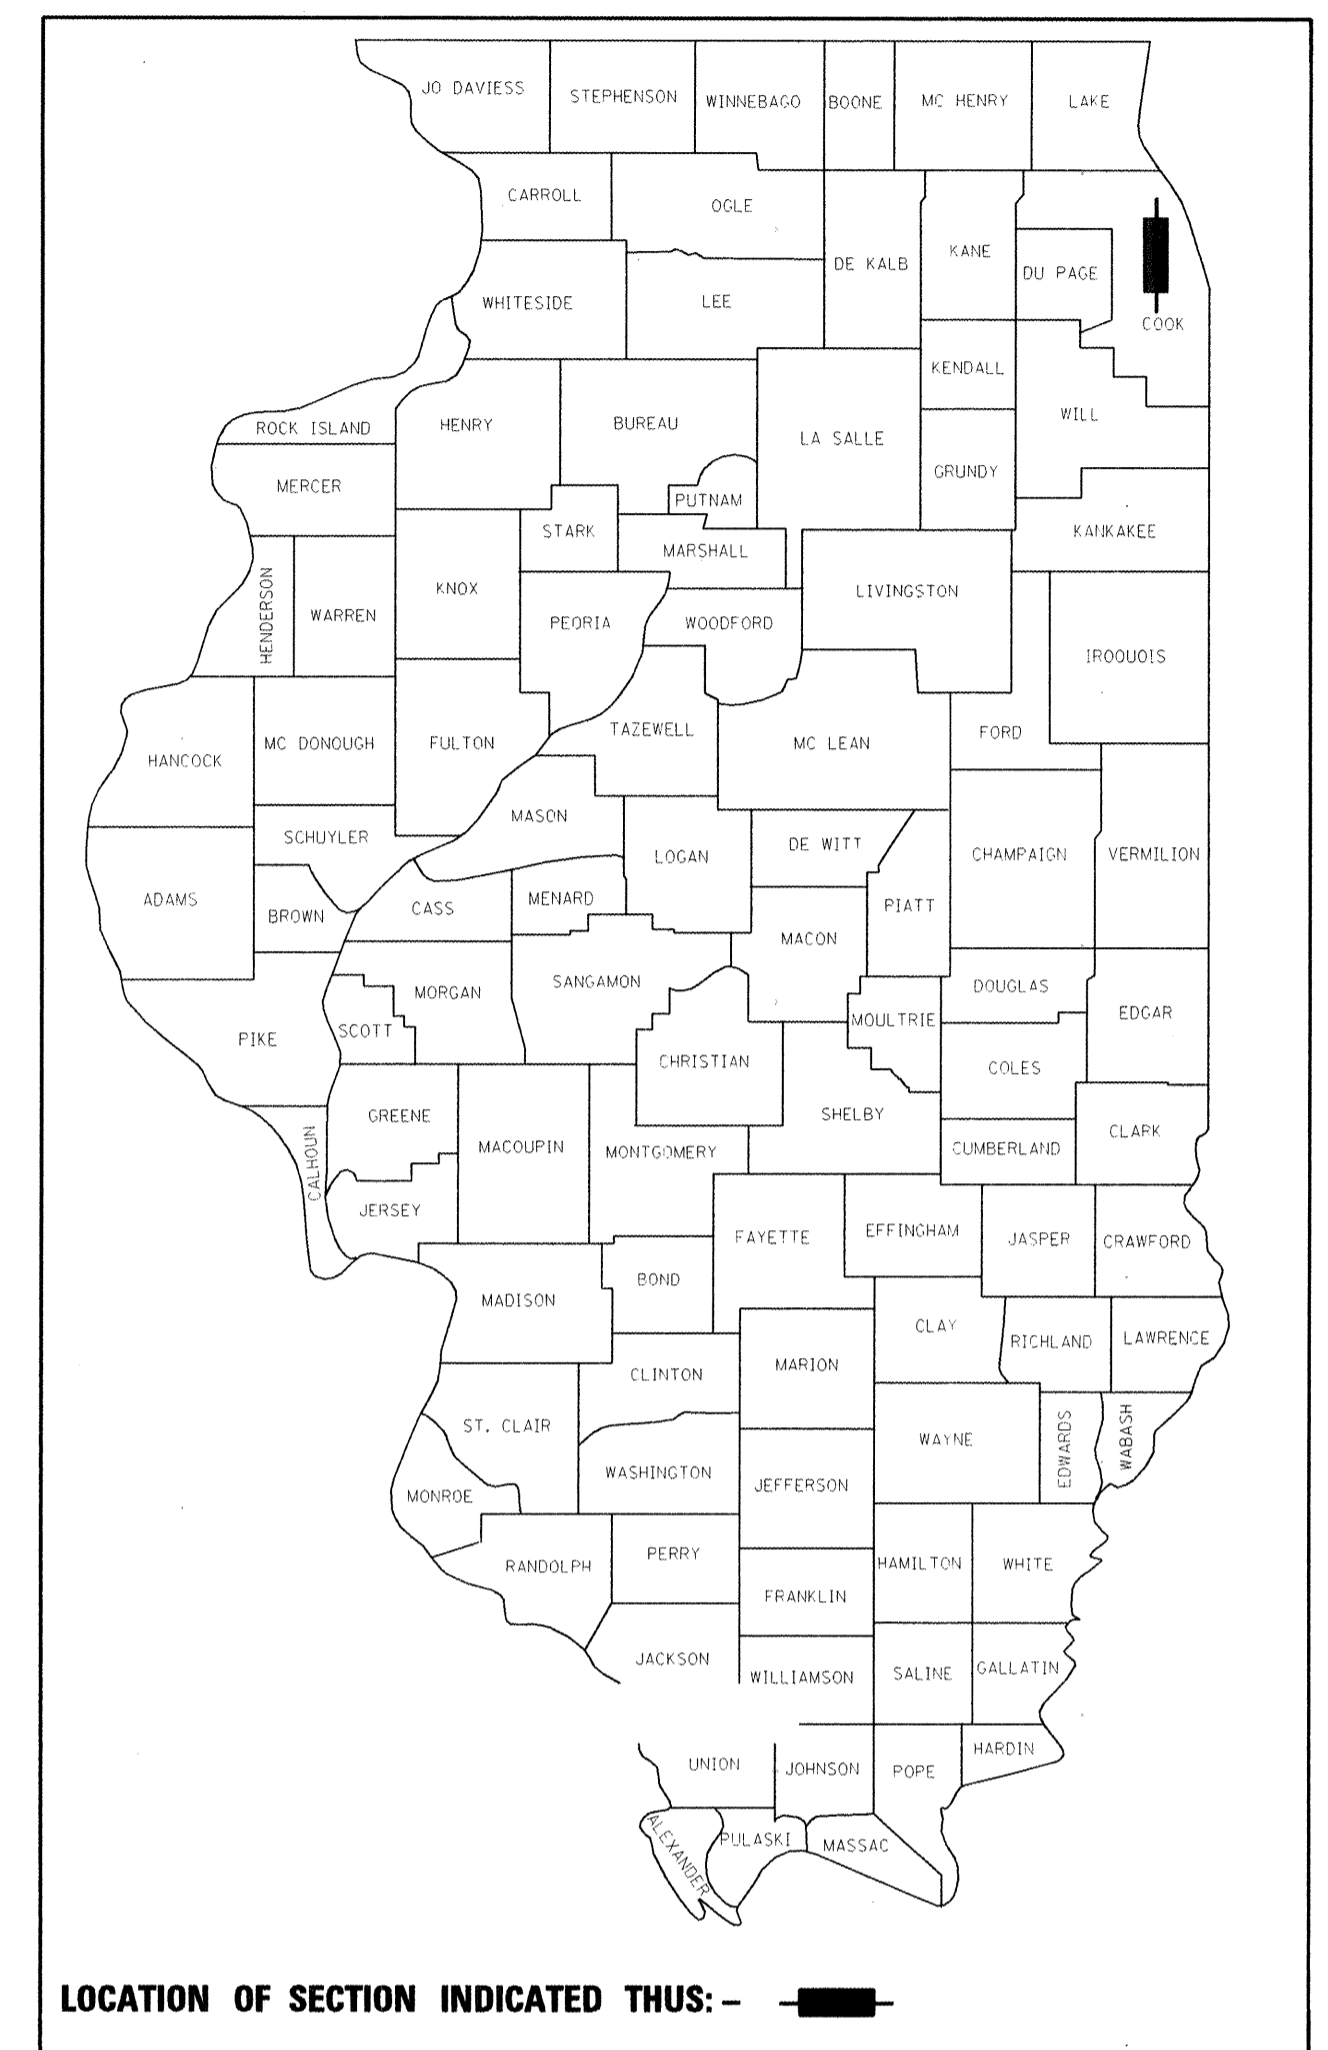 JO DAVIESS
STEPHENSON
WINNEBAGO
BOONE
MC HENRY
LAKE
CARROLL
OGLE
DE KALB
KANE
DU PAGE
COOK
WHITESIDE
LEE
KENDALL
WILL
ROCK ISLAND
HENRY
BUREAU
LA SALLE
GRUNDY
MERCER
PUTNAM
STARK
MARSHALL
KANKAKEE
HENDERSON
WARREN
KNOX
PEORIA
WOODFORD
LIVINGSTON
IROQUOIS
HANCOCK
MC DONOUGH
FULTON
TAZEWELL
MC LEAN
FORD
MASON
SCHUYLER
LOGAN
DE WITT
CHAMPAIGN
VERMILION
ADAMS
BROWN
CASS
MENARD
PIATT
MACON
SANGAMON
MORGAN
SCOTT
PIKE
DOUGLAS
MOULTRIE
EDGAR
CHRISTIAN
COLES
GREENE
CALHOUN
MACOUPIN
MONTGOMERY
SHELBY
CUMBERLAND
CLARK
JERSEY
FAYETTE
EFFINGHAM
JASPER
CRAWFORD
MADISON
BOND
CLAY
RICHLAND
LAWRENCE
CLINTON
MARION
ST. CLAIR
WAYNE
EDWARDS
WABASH
WASHINGTON
JEFFERSON
MONROE
RANDOLPH
PERRY
HAMILTON
WHITE
FRANKLIN
JACKSON
WILLIAMSON
SALINE
GALLATIN
UNION
JOHNSON
POPE
HARDIN
ALEXANDER
PULASKI
MASSAC
LOCATION OF SECTION INDICATED THUS: –